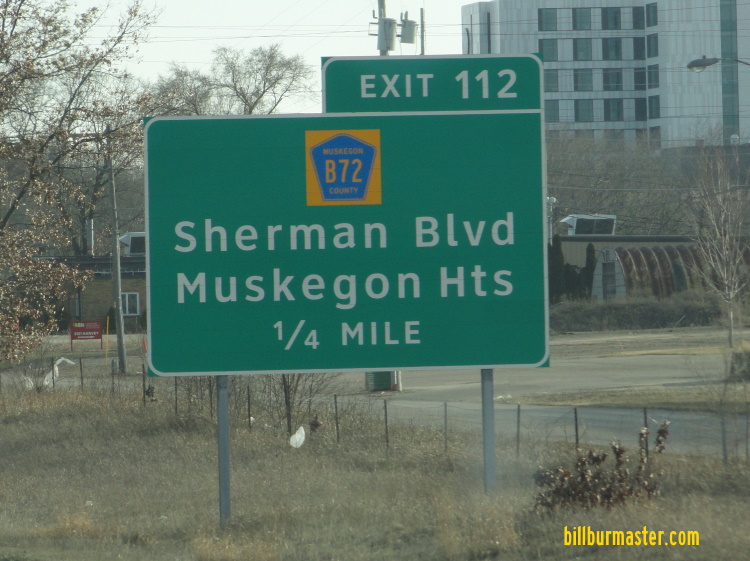 EXIT 112
MUSKEGON
B72
COUNTY
Sherman Blvd
Muskegon Hts
1/4 MILE
billburmaster.com